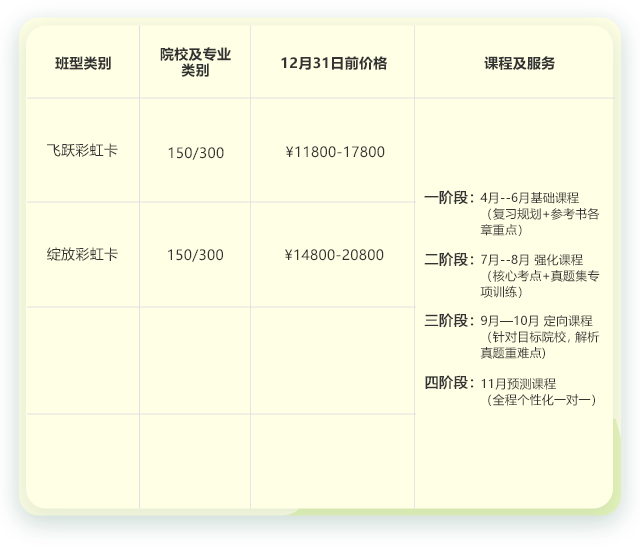 班型类别
院校及专业
类别
12月31日前价格
课程及服务
飞跃彩虹卡
150/300
¥11800-17800
绽放彩虹卡
150/300
¥14800-20800
一阶段：4月--6月基础课程
（复习规划+参考书各
章重点）
二阶段：7月--8月 强化课程
（核心考点+真题集专
项训练）
三阶段：9月—10月 定向课程
（针对目标院校, 解析
真题重难点)
四阶段：11月预测课程
（全程个性化一对一）